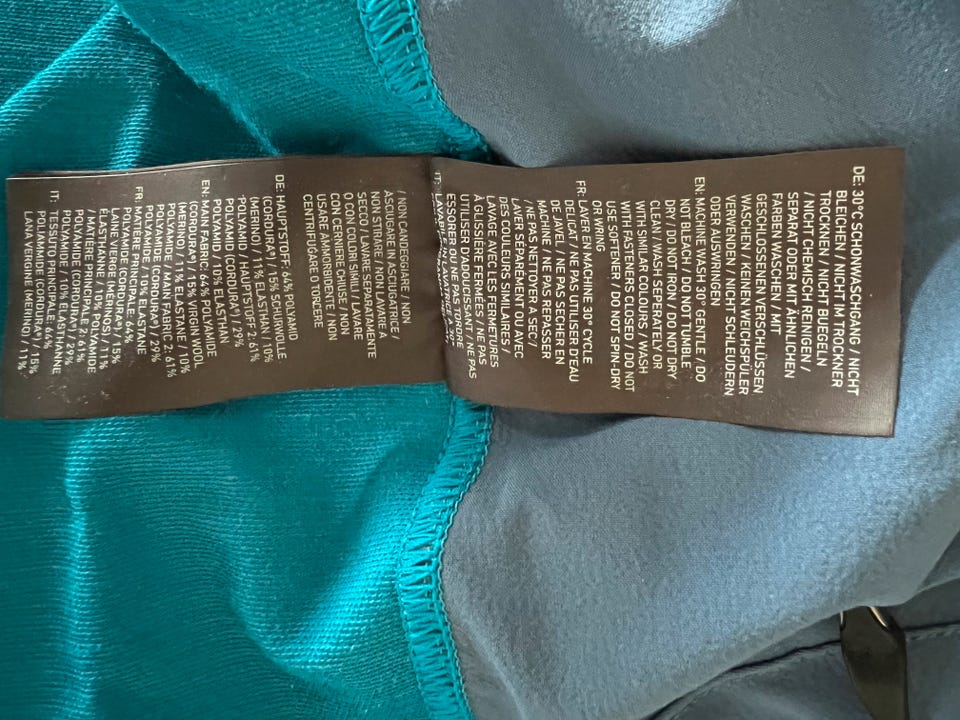 DE: 30°C SCHONWASCHGANG / NICHT
BLEICHEN / NICHT IM TROCKNER
TROCKNEN / NICHT BUEGELN
/ NICHT CHEMISCH REINIGEN /
SEPARAT ODER MIT ÄHNLICHEN
FARBEN WASCHEN / MIT
GESCHLOSSENEN VERSCHLÜSSEN
WASCHEN / KEINEN WEICHSPÜLER
VERWENDEN / NICHT SCHLEUDERN
ODER AUSWRINGEN
EN: MACHINE WASH 30° GENTLE / DO
NOT BLEACH / DO NOT TUMBLE
DRY / DO NOT IRON / DO NOT DRY-
CLEAN / WASH SEPERATELY OR
WITH SIMILAR COLOURS / WASH
WITH FASTENERS CLOSED / DO NOT
USE SOFTENER / DO NOT SPIN-DRY
OR WRING
FR: LAVER EN MACHINE 30° CYCLE
DELICAT / NE PAS UTILISER D'EAU
DE JAVEL / NE PAS SECHER EN
MACHINE / NE PAS REPASSER
/ NE PAS NETTOYER A SEC /
LAVER SÉPARÉMENT OU AVEC
DES COULEURS SIMILAIRES /
LAVAGE AVEC LES FERMETURES
À GLISSIÈRE FERMÉES / NE PAS
UTILISER D'ADOUCISSANT / NE PAS
ESSORER OU NE PAS TORDRE
IT: LAVABILI IN LAVATRICE A 30°
/ NON CANDEGGIARE / NON
ASCIUGARE IN ASCIUGATRICE /
NON STIRARE / NON LAVARE A
SECCO / LAVARE SEPARATAMENTE
O CON COLORI SIMILI / LAVARE
CON CERNIERE CHIUSE / NON
USARE AMMORBIDENTE / NON
CENTRIFUGARE O TORCERE
DE: HAUPTSTOFF: 64% POLYAMID
(CORDURA®) / 15% SCHURWOLLE
(MERINO) / 11% ELASTHAN / 10%
POLYAMID / HAUPTSTOFF 2: 61%
POLYAMID (CORDURA®) / 29%
POLYAMID / 10% ELASTHAN
EN: MAIN FABRIC: 64% POLYAMIDE
(CORDURA®) / 15% VIRGIN WOOL
(MERINO) / 11% ELASTANE / 10%
POLYAMIDE / MAIN FABRIC 2: 61%
POLYAMIDE (CORDURA®) / 29%
POLYAMIDE / 10% ELASTANE
FR: MATIÈRE PRINCIPALE: 64%
POLYAMIDE (CORDURA®) / 15%
LAINE VIERGE (MÉRINOS) / 11%
ÉLASTHANNE / 10% POLYAMIDE
/ MATIÈRE PRINCIPALE 2: 61%
POLYAMIDE (CORDURA®) / 29%
POLYAMIDE / 10% ÉLASTHANNE
IT: TESSUTO PRINCIPALE: 64%
POLIAMMIDE (CORDURA®) / 15%
LANA VERGINE (MERINO) / 11%